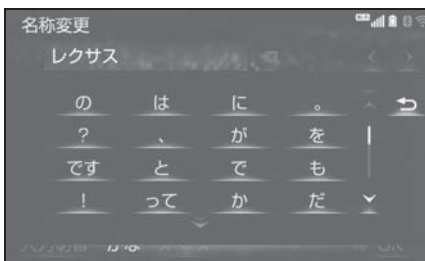 名称変更
レクサス
の は に 。
? 、 が を
です と で も
! って か だ
かな
OK